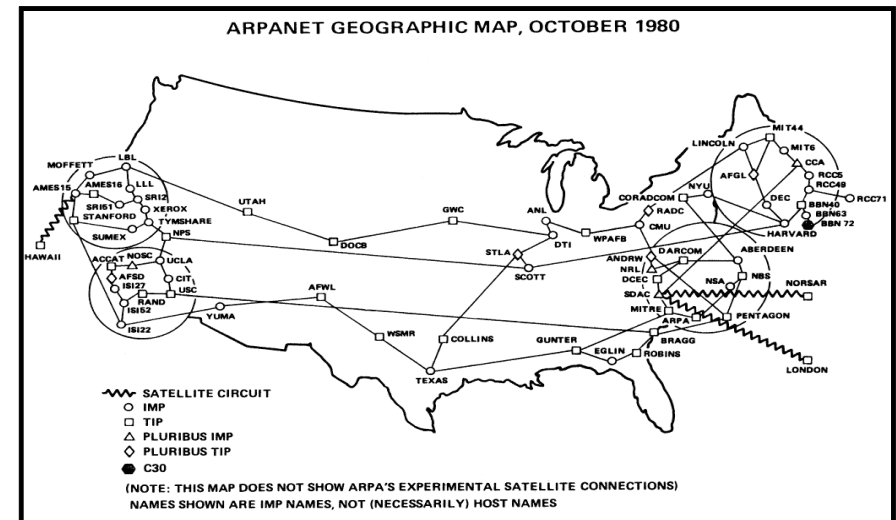 ARPANET GEOGRAPHIC MAP, OCTOBER 1980
MIT44
LINCOLN
MIT6
CCA
MOFFETT
LBL
AMES15
AMES16
LLL
SRI2
SRI51
XEROX
STANFORD
TYMSHARE
SUMEX
NPS
HAWAII
UTAH
GWC
DOCB
ANL
DTI
WPAFB
STLA
SCOTT
CORADCOM
NYU
RADC
CMU
AFGL
DEC
RCC5
RCC49
RCC71
BBN40
BBN63
BBN 72
HARVARD
ACCAT
NOSC
UCLA
AFSD
CIT
ISI27
RAND
USC
ISI52
ISI22
YUMA
AFWL
WSMR
TEXAS
COLLINS
GUNTER
EGLIN
ROBINS
BRAGG
DARCOM
ABERDEEN
ANDRW
NRL
DCEC
NSA
NBS
SDAC
NORSAR
MITRE
ARPA
PENTAGON
LONDON
SATELLITE CIRCUIT
IMP
TIP
PLURIBUS IMP
PLURIBUS TIP
C30
(NOTE: THIS MAP DOES NOT SHOW ARPA'S EXPERIMENTAL SATELLITE CONNECTIONS)
NAMES SHOWN ARE IMP NAMES, NOT (NECESSARILY) HOST NAMES